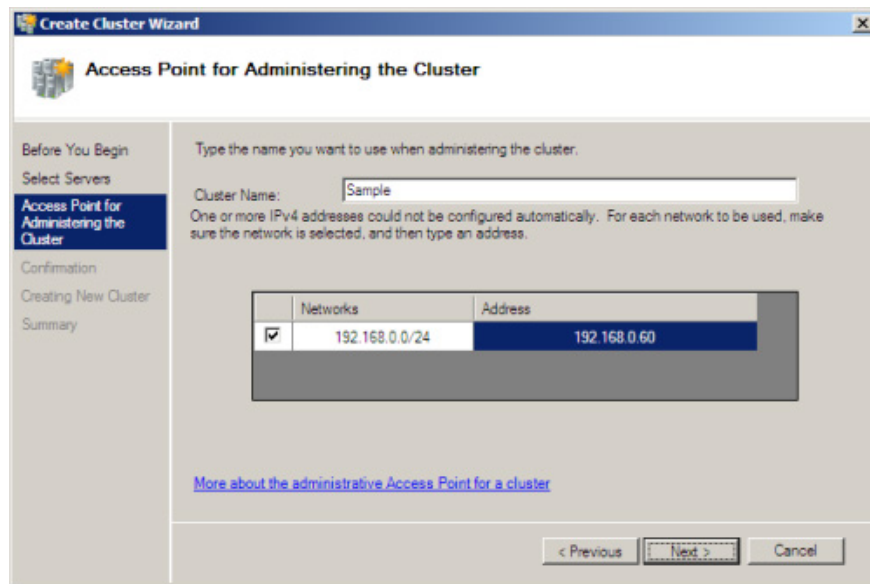 Create Cluster Wizard
Access Point for Administering the Cluster
Before You Begin
Select Servers
Access Point for
Administering the
Cluster
Confirmation
Creating New Cluster
Summary
Type the name you want to use when administering the cluster.
Cluster Name:
Sample
One or more IPv4 addresses could not be configured automatically. For each network to be used, make
sure the network is selected, and then type an address.
Networks
Address
192.168.0.0/24
192.168.0.60
More about the administrative Access Point for a cluster
< Previous
Next >
Cancel